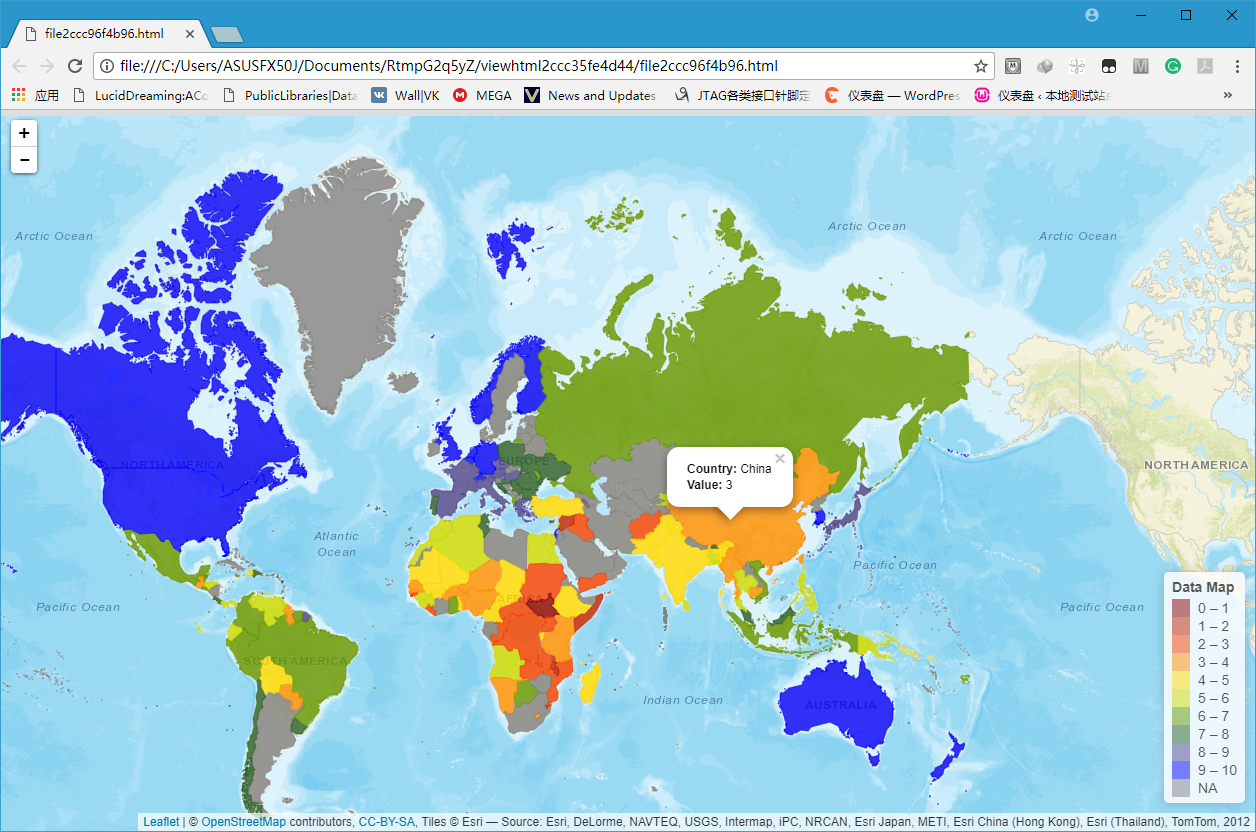 file2ccc96f4b96.html
file:///C:/Users/ASUSFX50J/Documents/RtmpG2q5yZ/viewhtml2ccc35fe4d44/file2ccc96f4b96.html
应用 LucidDreaming:ACo PublicLibraries|Data Wall|VK MEGA News and Updates JTAG各类接口针脚定 仪表盘 — WordPres 仪表盘 ‹ 本地测试站点 »
+
−
Arctic Ocean
Arctic Ocean
Arctic Ocean
NORTH AMERICA
EUROPE
Country: China ×
Value: 3
NORTH AMERICA
Atlantic
Ocean
Pacific Ocean
Pacific Ocean
AFRICA
Pacific Ocean
SOUTH AMERICA
Indian Ocean
AUSTRALIA
Data Map
0 – 1
1 – 2
2 – 3
3 – 4
4 – 5
5 – 6
6 – 7
7 – 8
8 – 9
9 – 10
NA
Leaflet | © OpenStreetMap contributors, CC-BY-SA, Tiles © Esri — Source: Esri, DeLorme, NAVTEQ, USGS, Intermap, iPC, NRCAN, Esri Japan, METI, Esri China (Hong Kong), Esri (Thailand), TomTom, 2012